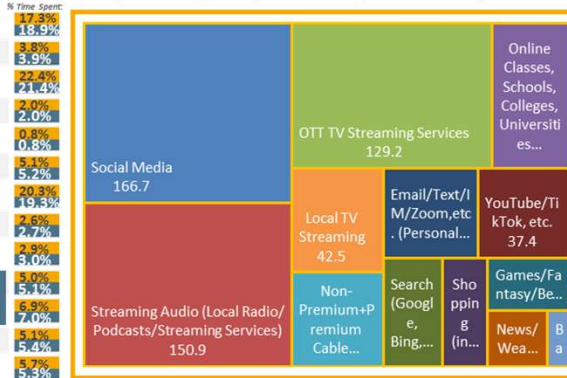 % Time Spent:
17.3%
18.9%
3.8%
3.9%
22.4%
21.4%
2.0%
2.0%
0.8%
0.8%
5.1%
5.2%
20.3%
19.3%
2.6%
2.7%
2.9%
3.0%
5.0%
5.1%
6.9%
7.0%
5.1%
5.4%
5.7%
5.3%
Social Media
166.7
Streaming Audio (Local Radio/
Podcasts/Streaming Services)
150.9
OTT TV Streaming Services
129.2
Online
Classes,
Schools,
Colleges,
Universiti
es...
Local TV
Streaming
42.5
Email/Text/I
M/Zoom,etc
. (Personal...
YouTube/Ti
kTok, etc.
37.4
Non-
Premium+P
remium
Cable...
Search
(Googl
e,
Bing,...
Sho
ppin
g
(in...
Games/Fa
ntasy/Be...
News/
Wea...
B
a